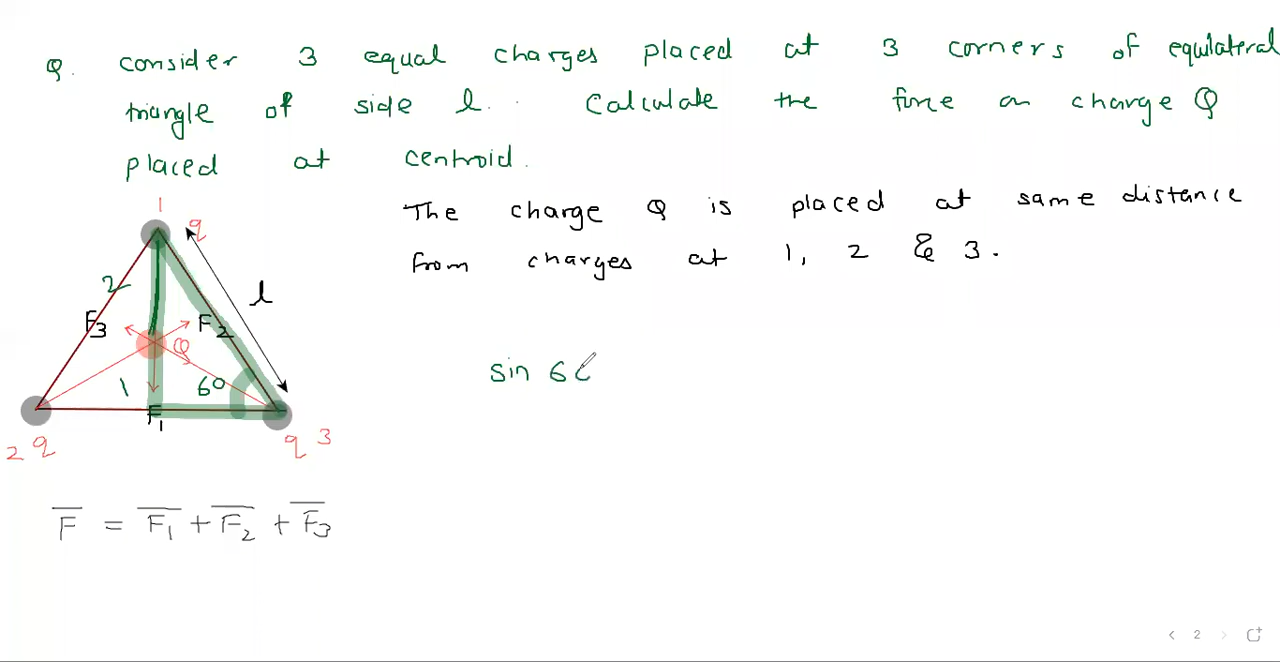 Q. consider 3 equal charges placed at 3 corners of equilateral
triangle of side l. Calculate the force on charge Q
placed at centroid.
The charge Q is placed at same distance
from charges at 1, 2 & 3.
1
q
2
l
F3
F2
Q
sin 6
1
60
F1
2 q
q 3
F = F1 + F2 + F3
2